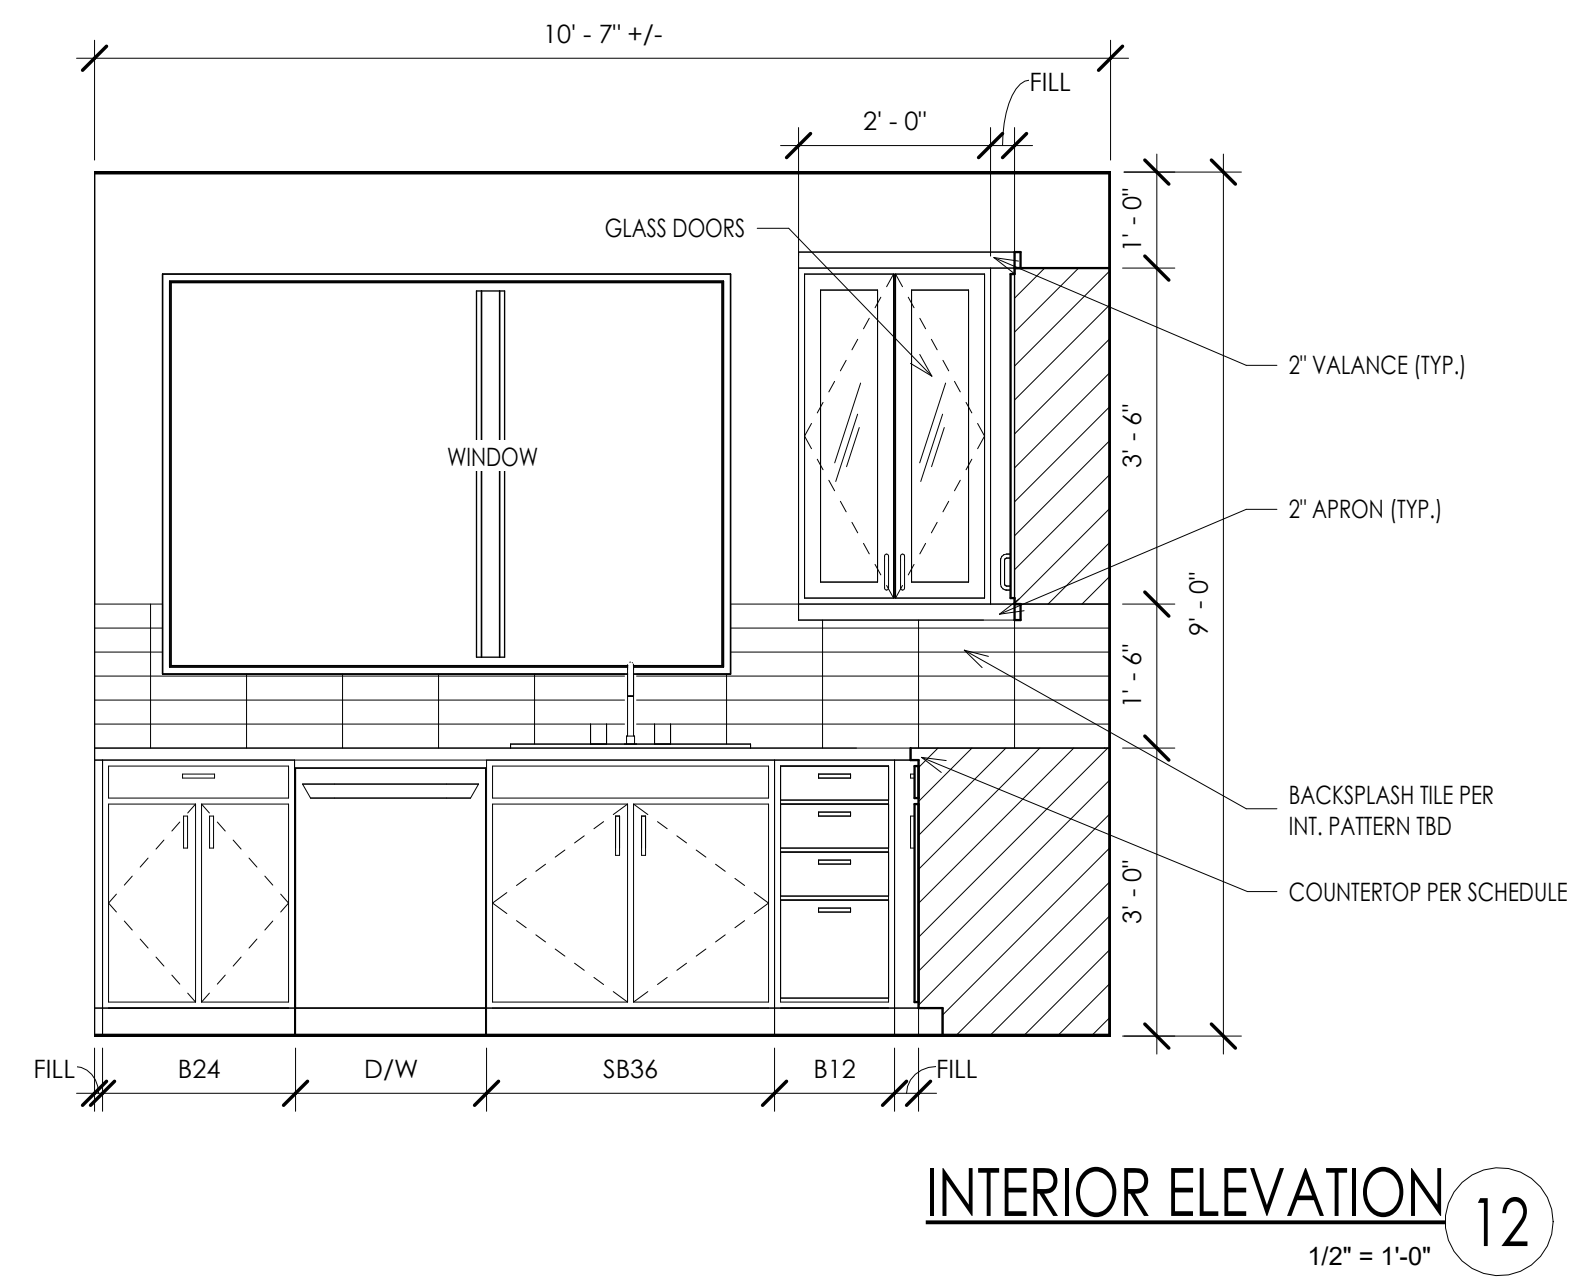 10' - 7" +/-
FILL
2' - 0"
1' - 0"
GLASS DOORS
2" VALANCE (TYP.)
3' - 6"
WINDOW
2" APRON (TYP.)
9' - 0"
1' - 6"
BACKSPLASH TILE PER
INT. PATTERN TBD
3' - 0"
COUNTERTOP PER SCHEDULE
FILL
B24
D/W
SB36
B12
FILL
INTERIOR ELEVATION
12
1/2" = 1'-0"